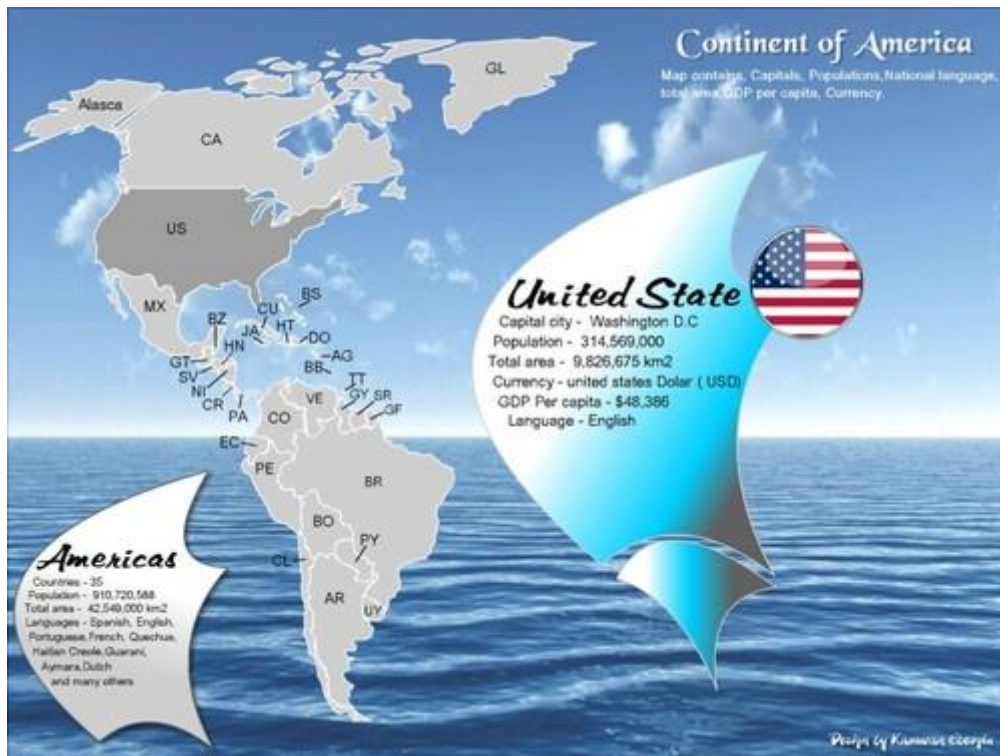 Continent of America
Map contains, Capitals, Populations, National language,
total area, GDP per capita, Currency.
GL
Alasca
CA
US
MX
BS
CU
BZ
HT
JA
DO
HN
AG
GT
BB
SV
TT
NI
GY
SR
CR
VE
GF
PA
CO
EC
PE
BR
BO
PY
CL
AR
UY
United State
Capital city - Washington D.C
Population - 314,569,000
Total area - 9,826,675 km2
Currency - united states Dolar ( USD)
GDP Per capita - $48,386
Language - English
Americas
Countries - 35
Population - 910,720,588
Total area - 42,549,000 km2
Languages - Spanish, English,
Portuguese, French, Quechua,
Haitian Creole, Guarani,
Aymara, Dutch
and many others
Design by